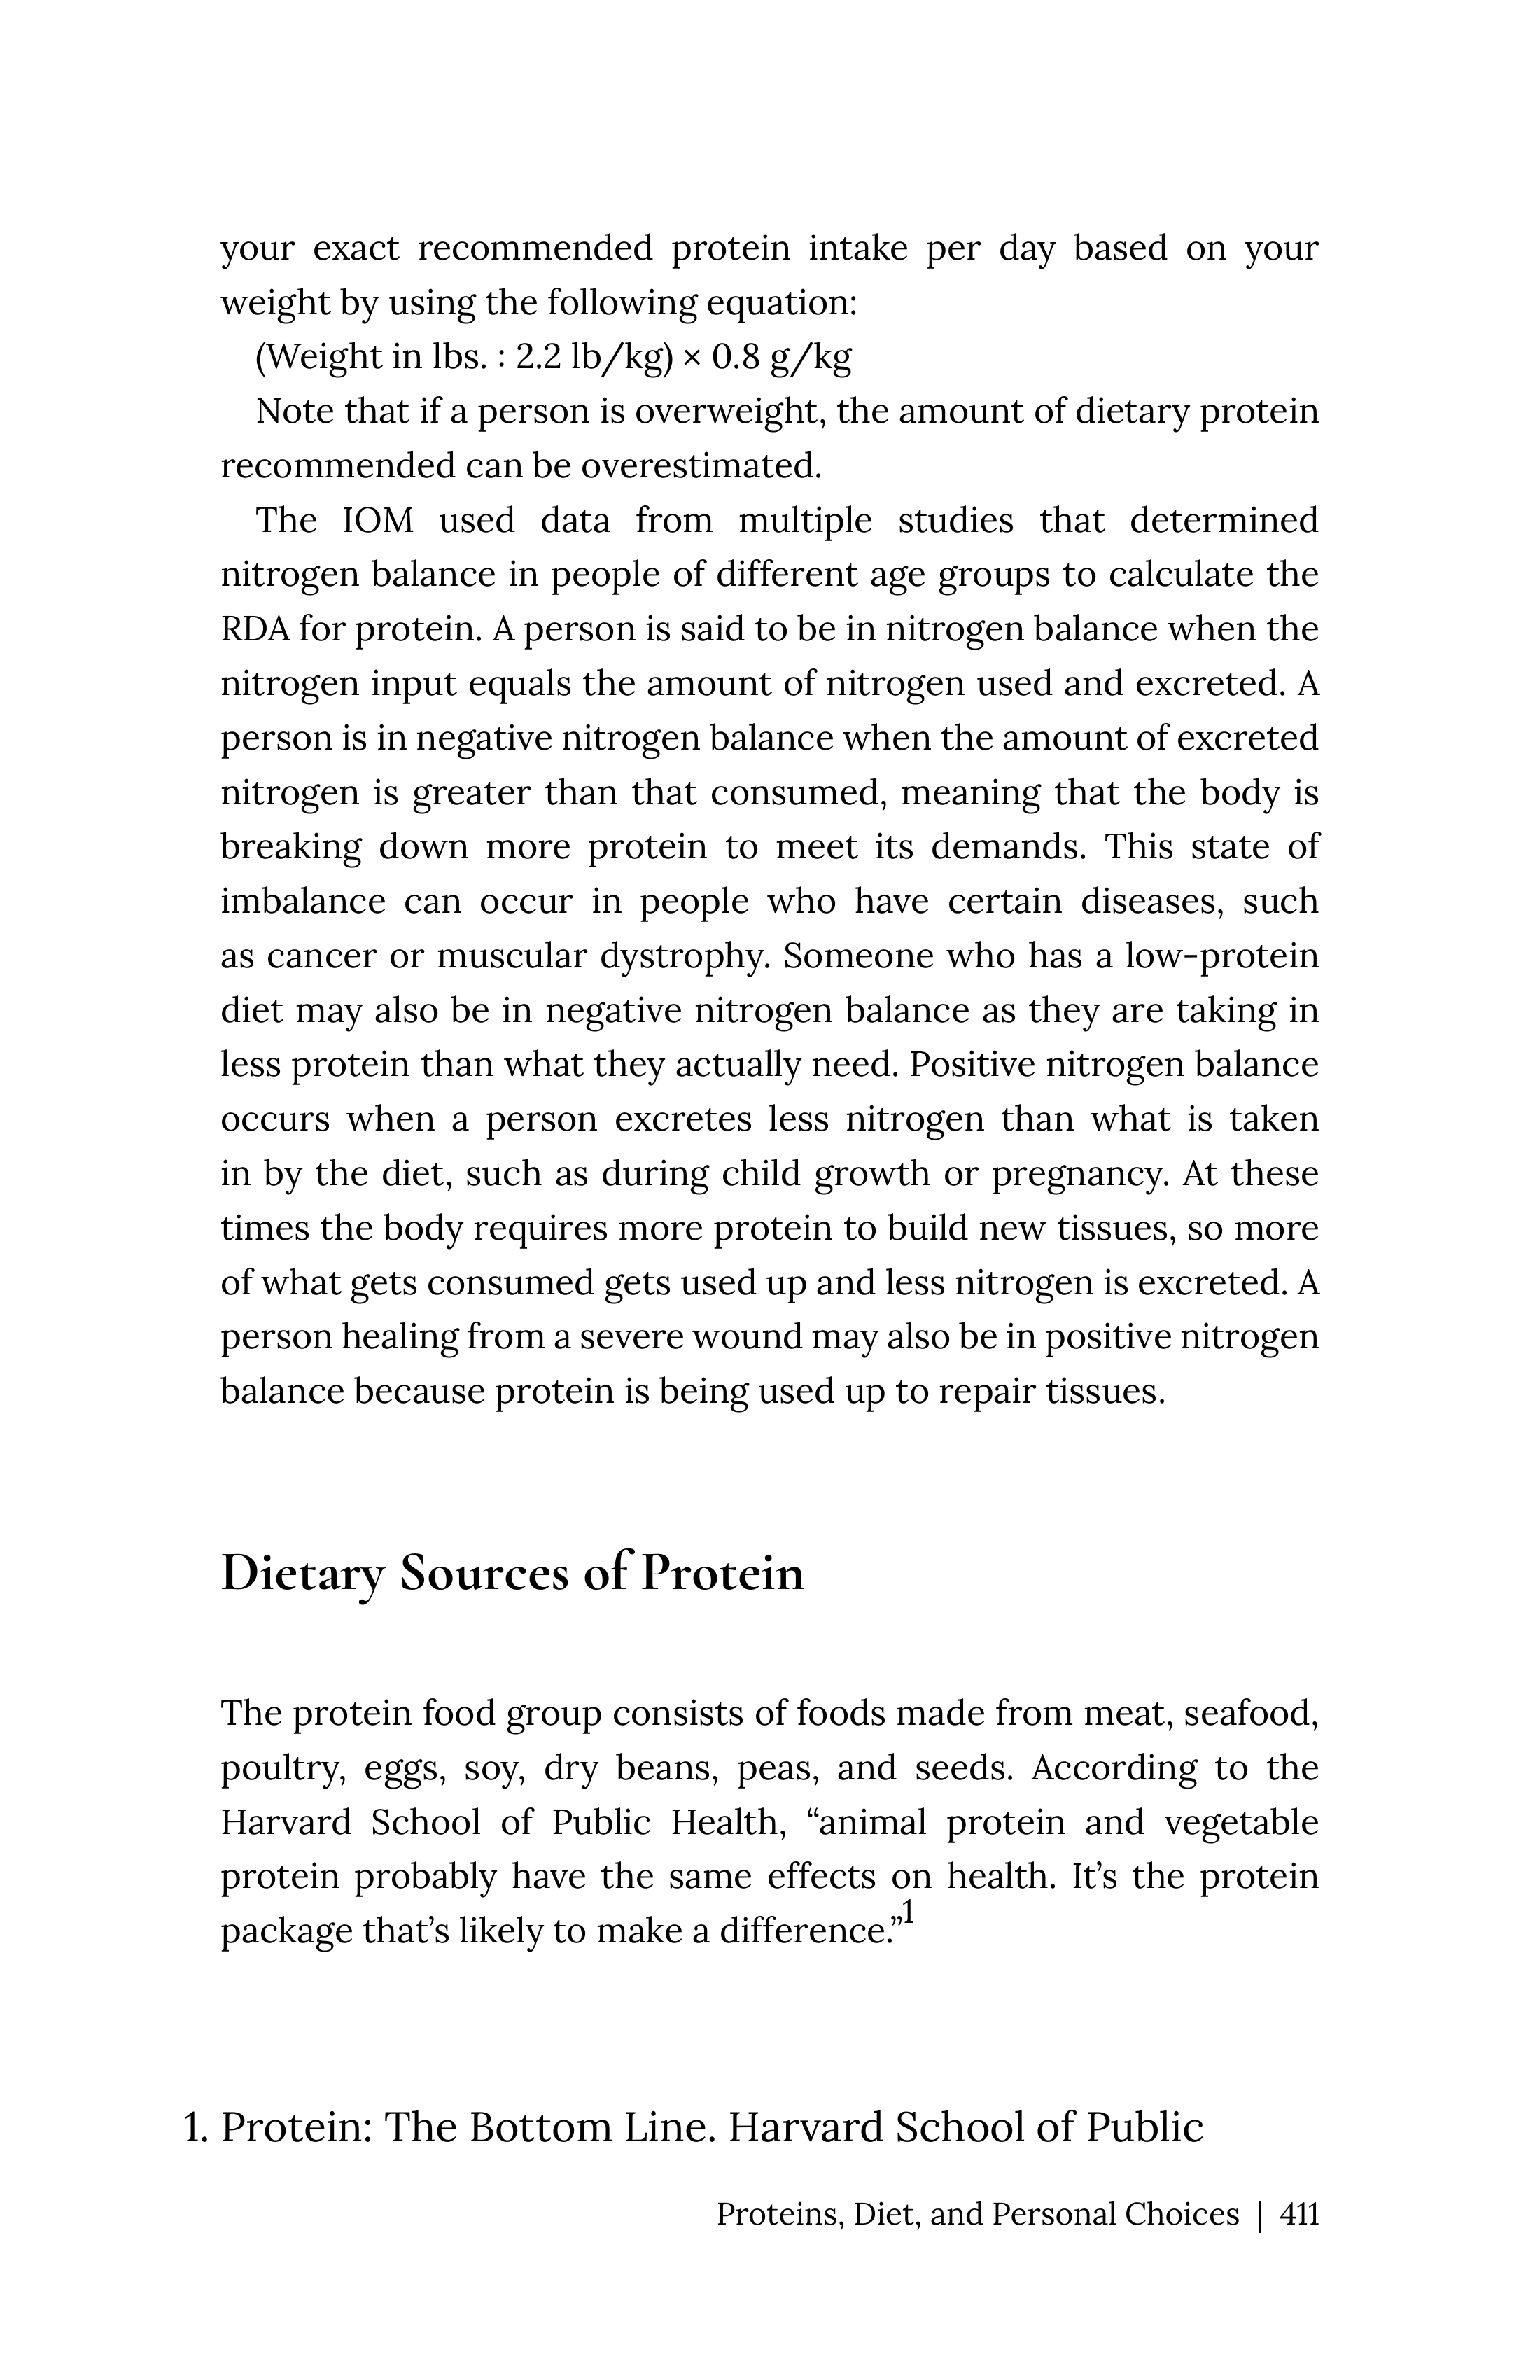 your exact recommended protein intake per day based on your
weight by using the following equation:
(Weight in lbs. : 2.2 lb/kg) × 0.8 g/kg
Note that if a person is overweight, the amount of dietary protein
recommended can be overestimated.
The IOM used data from multiple studies that determined
nitrogen balance in people of different age groups to calculate the
RDA for protein. A person is said to be in nitrogen balance when the
nitrogen input equals the amount of nitrogen used and excreted. A
person is in negative nitrogen balance when the amount of excreted
nitrogen is greater than that consumed, meaning that the body is
breaking down more protein to meet its demands. This state of
imbalance can occur in people who have certain diseases, such
as cancer or muscular dystrophy. Someone who has a low-protein
diet may also be in negative nitrogen balance as they are taking in
less protein than what they actually need. Positive nitrogen balance
occurs when a person excretes less nitrogen than what is taken
in by the diet, such as during child growth or pregnancy. At these
times the body requires more protein to build new tissues, so more
of what gets consumed gets used up and less nitrogen is excreted. A
person healing from a severe wound may also be in positive nitrogen
balance because protein is being used up to repair tissues.
Dietary Sources of Protein
The protein food group consists of foods made from meat, seafood,
poultry, eggs, soy, dry beans, peas, and seeds. According to the
Harvard School of Public Health, “animal protein and vegetable
protein probably have the same effects on health. It’s the protein
package that’s likely to make a difference.”1
1. Protein: The Bottom Line. Harvard School of Public
Proteins, Diet, and Personal Choices | 411